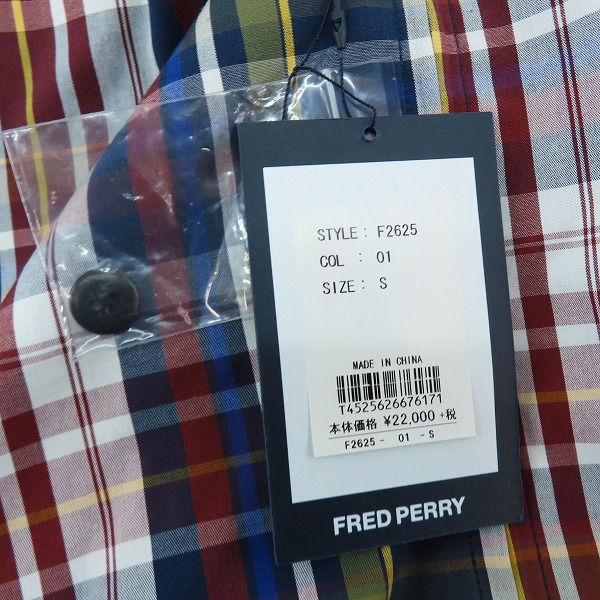 STYLE: F2625
COL : 01
SIZE: S
MADE IN CHINA
T4525626676171
本体価格 ¥22,000 +税
F2625 - 01 - S
FRED PERRY